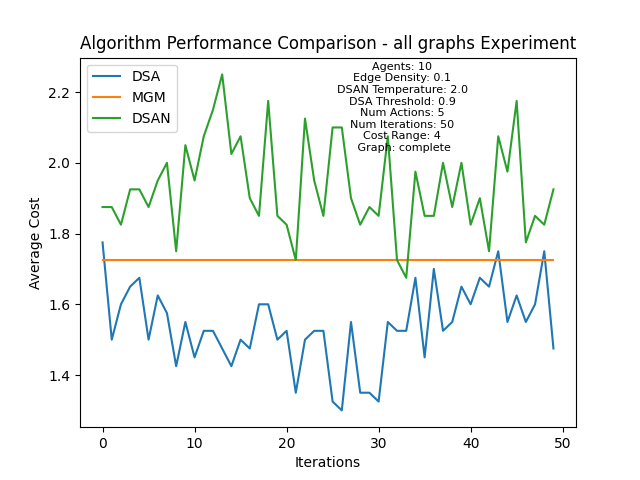 Algorithm Performance Comparison - all graphs Experiment
DSA
MGM
DSAN
Agents: 10
Edge Density: 0.1
DSAN Temperature: 2.0
DSA Threshold: 0.9
Num Actions: 5
Num Iterations: 50
Cost Range: 4
Graph: complete
Average Cost
2.2
2.0
1.8
1.6
1.4
0 10 20 30 40 50
Iterations